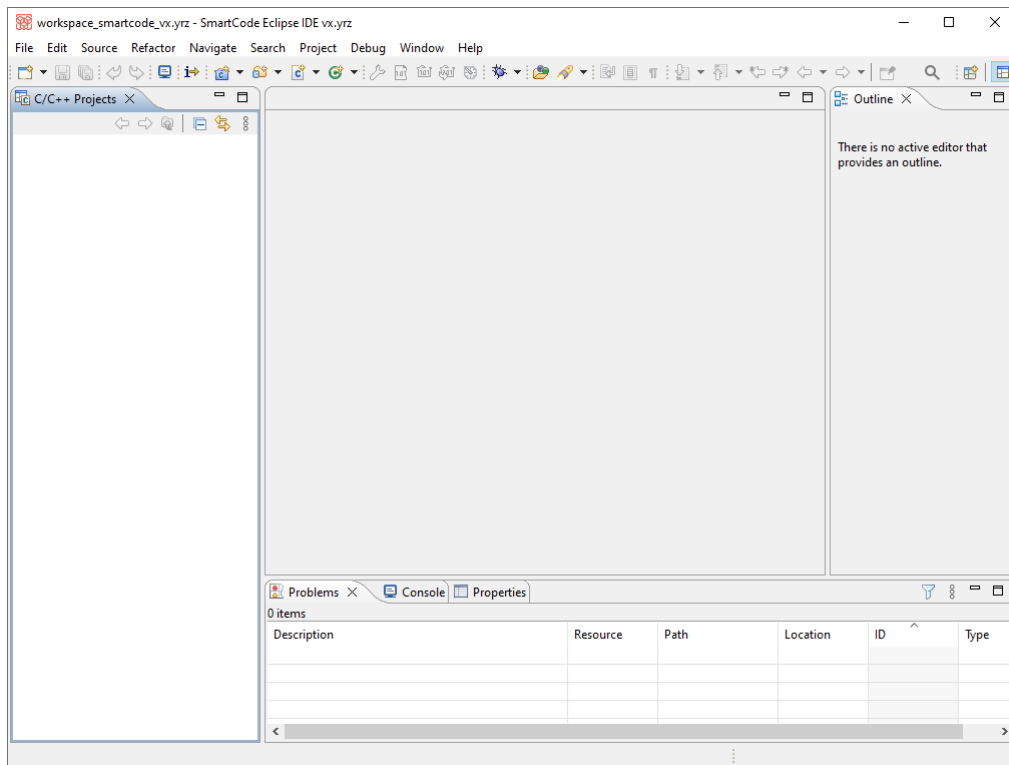 workspace_smartcode_vx.yrz - SmartCode Eclipse IDE vx.yrz
File Edit Source Refactor Navigate Search Project Debug Window Help
C/C++ Projects
Outline
There is no active editor that
provides an outline.
Problems Console Properties
0 items
Description Resource Path Location ID Type